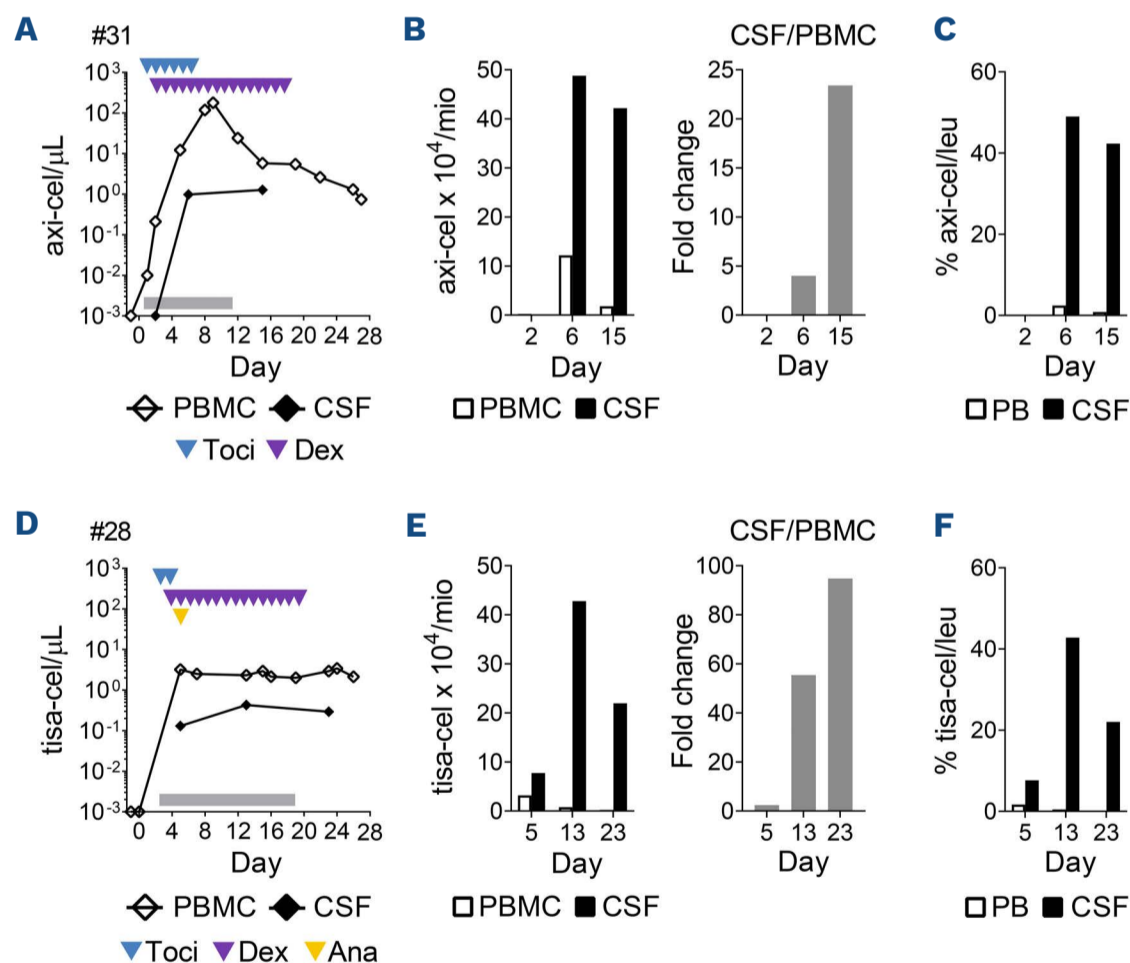 A
#31
10³
10²
10¹
10⁰
10⁻¹
10⁻²
10⁻³
axi-cel/μL
0 4 8 12 16 20 24 28
Day
PBMC CSF
Toci Dex
B
50
40
30
20
10
0
axi-cel x 10⁴/mio
2 6 15
Day
PBMC CSF
CSF/PBMC
25
20
15
10
5
0
Fold change
2 6 15
Day
C
60
40
20
0
% axi-cel/leu
6 15
Day
PB CSF
D
#28
10³
10²
10¹
10⁰
10⁻¹
10⁻²
10⁻³
tisa-cel/μL
0 4 8 12 16 20 24 28
Day
PBMC CSF
Toci Dex Ana
E
50
40
30
20
10
0
tisa-cel x 10⁴/mio
5 13 23
Day
PBMC CSF
CSF/PBMC
100
80
60
40
20
0
Fold change
5 13 23
Day
F
60
40
20
0
% tisa-cel/leu
5 13 23
Day
PB CSF